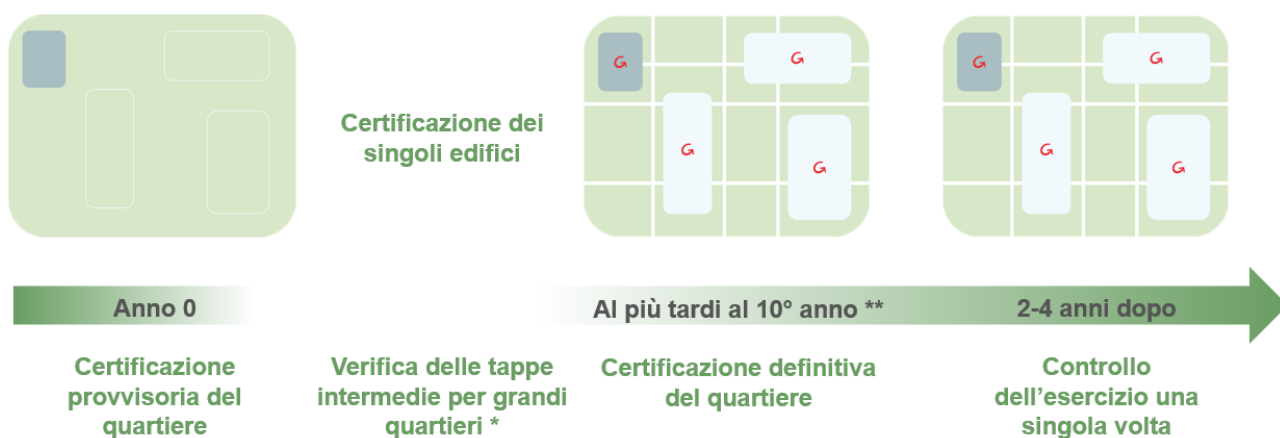 Certificazione dei
singoli edifici
Anno 0
Al più tardi al 10° anno **
2-4 anni dopo
Certificazione
provvisoria del
quartiere
Verifica delle tappe
intermedie per grandi
quartieri *
Certificazione definitiva
del quartiere
Controllo
dell'esercizio una
singola volta